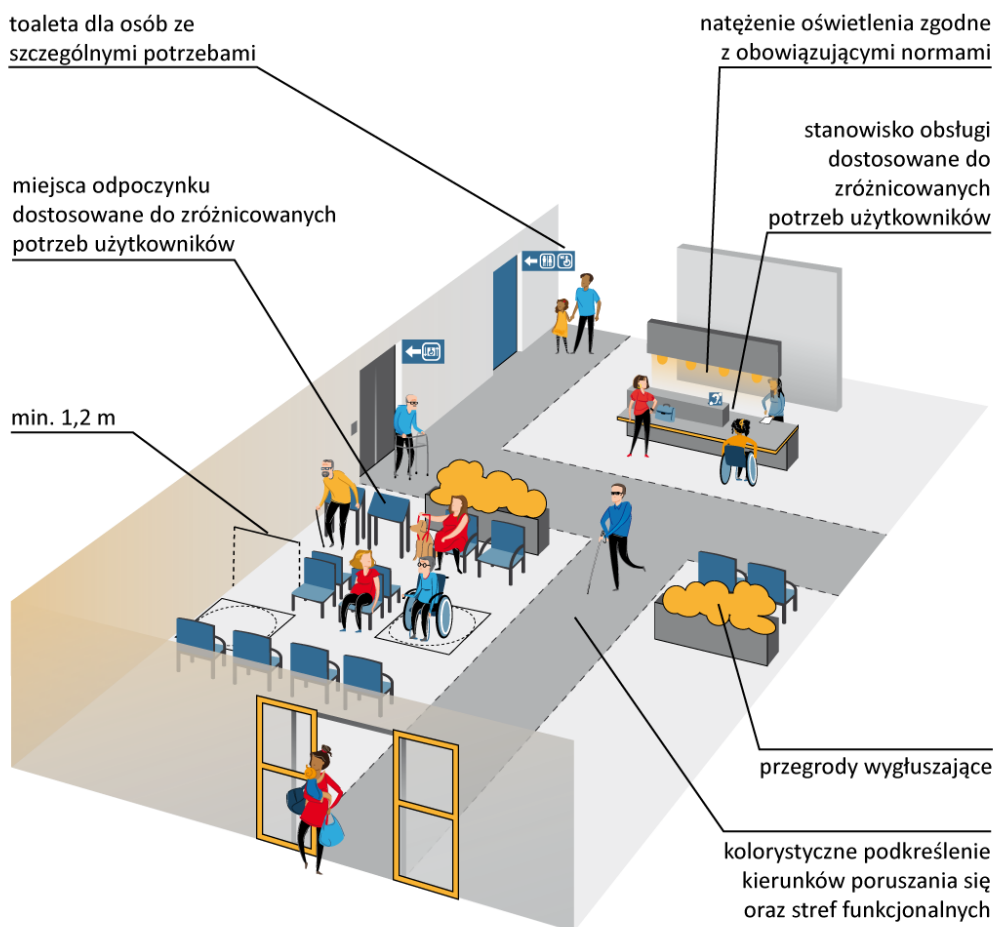 toaleta dla osób ze
szczególnymi potrzebami
natężenie oświetlenia zgodne
z obowiązującymi normami
stanowisko obsługi
dostosowane do
zróżnicowanych
potrzeb użytkowników
miejsca odpoczynku
dostosowane do zróżnicowanych
potrzeb użytkowników
min. 1,2 m
przegrody wygłuszające
kolorystyczne podkreślenie
kierunków poruszania się
oraz stref funkcjonalnych